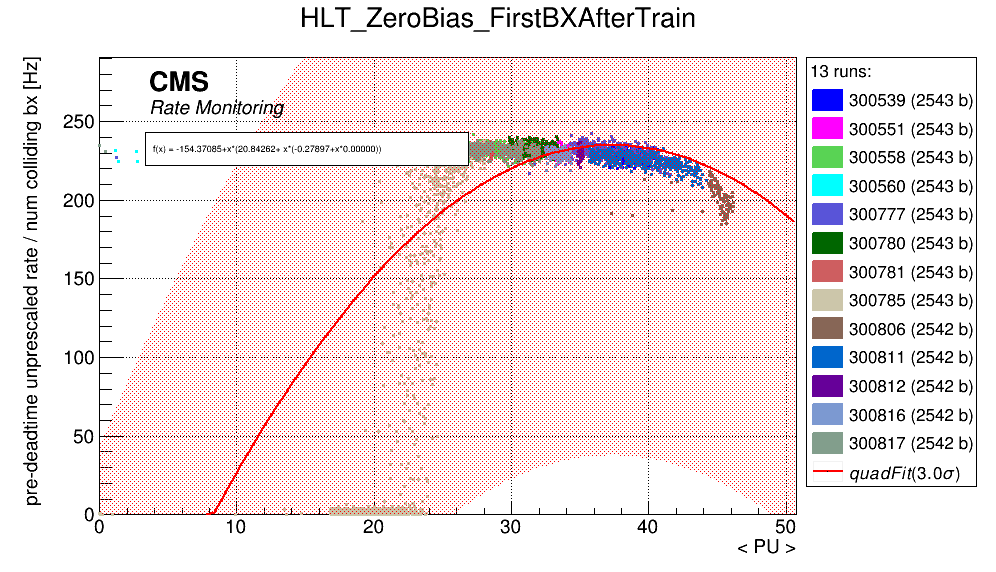 HLT_ZeroBias_FirstBXAfterTrain
pre-deadtime unprescaled rate / num colliding bx [Hz]
CMS
Rate Monitoring
f(x) = -154.37085+x*(20.84262+ x*(-0.27897+x*0.00000))
250
200
150
100
50
0
0 10 20 30 40 50
< PU >
13 runs:
300539 (2543 b)
300551 (2543 b)
300558 (2543 b)
300560 (2543 b)
300777 (2543 b)
300780 (2543 b)
300781 (2543 b)
300785 (2543 b)
300806 (2542 b)
300811 (2542 b)
300812 (2542 b)
300816 (2542 b)
300817 (2542 b)
quadFit(3.0σ)